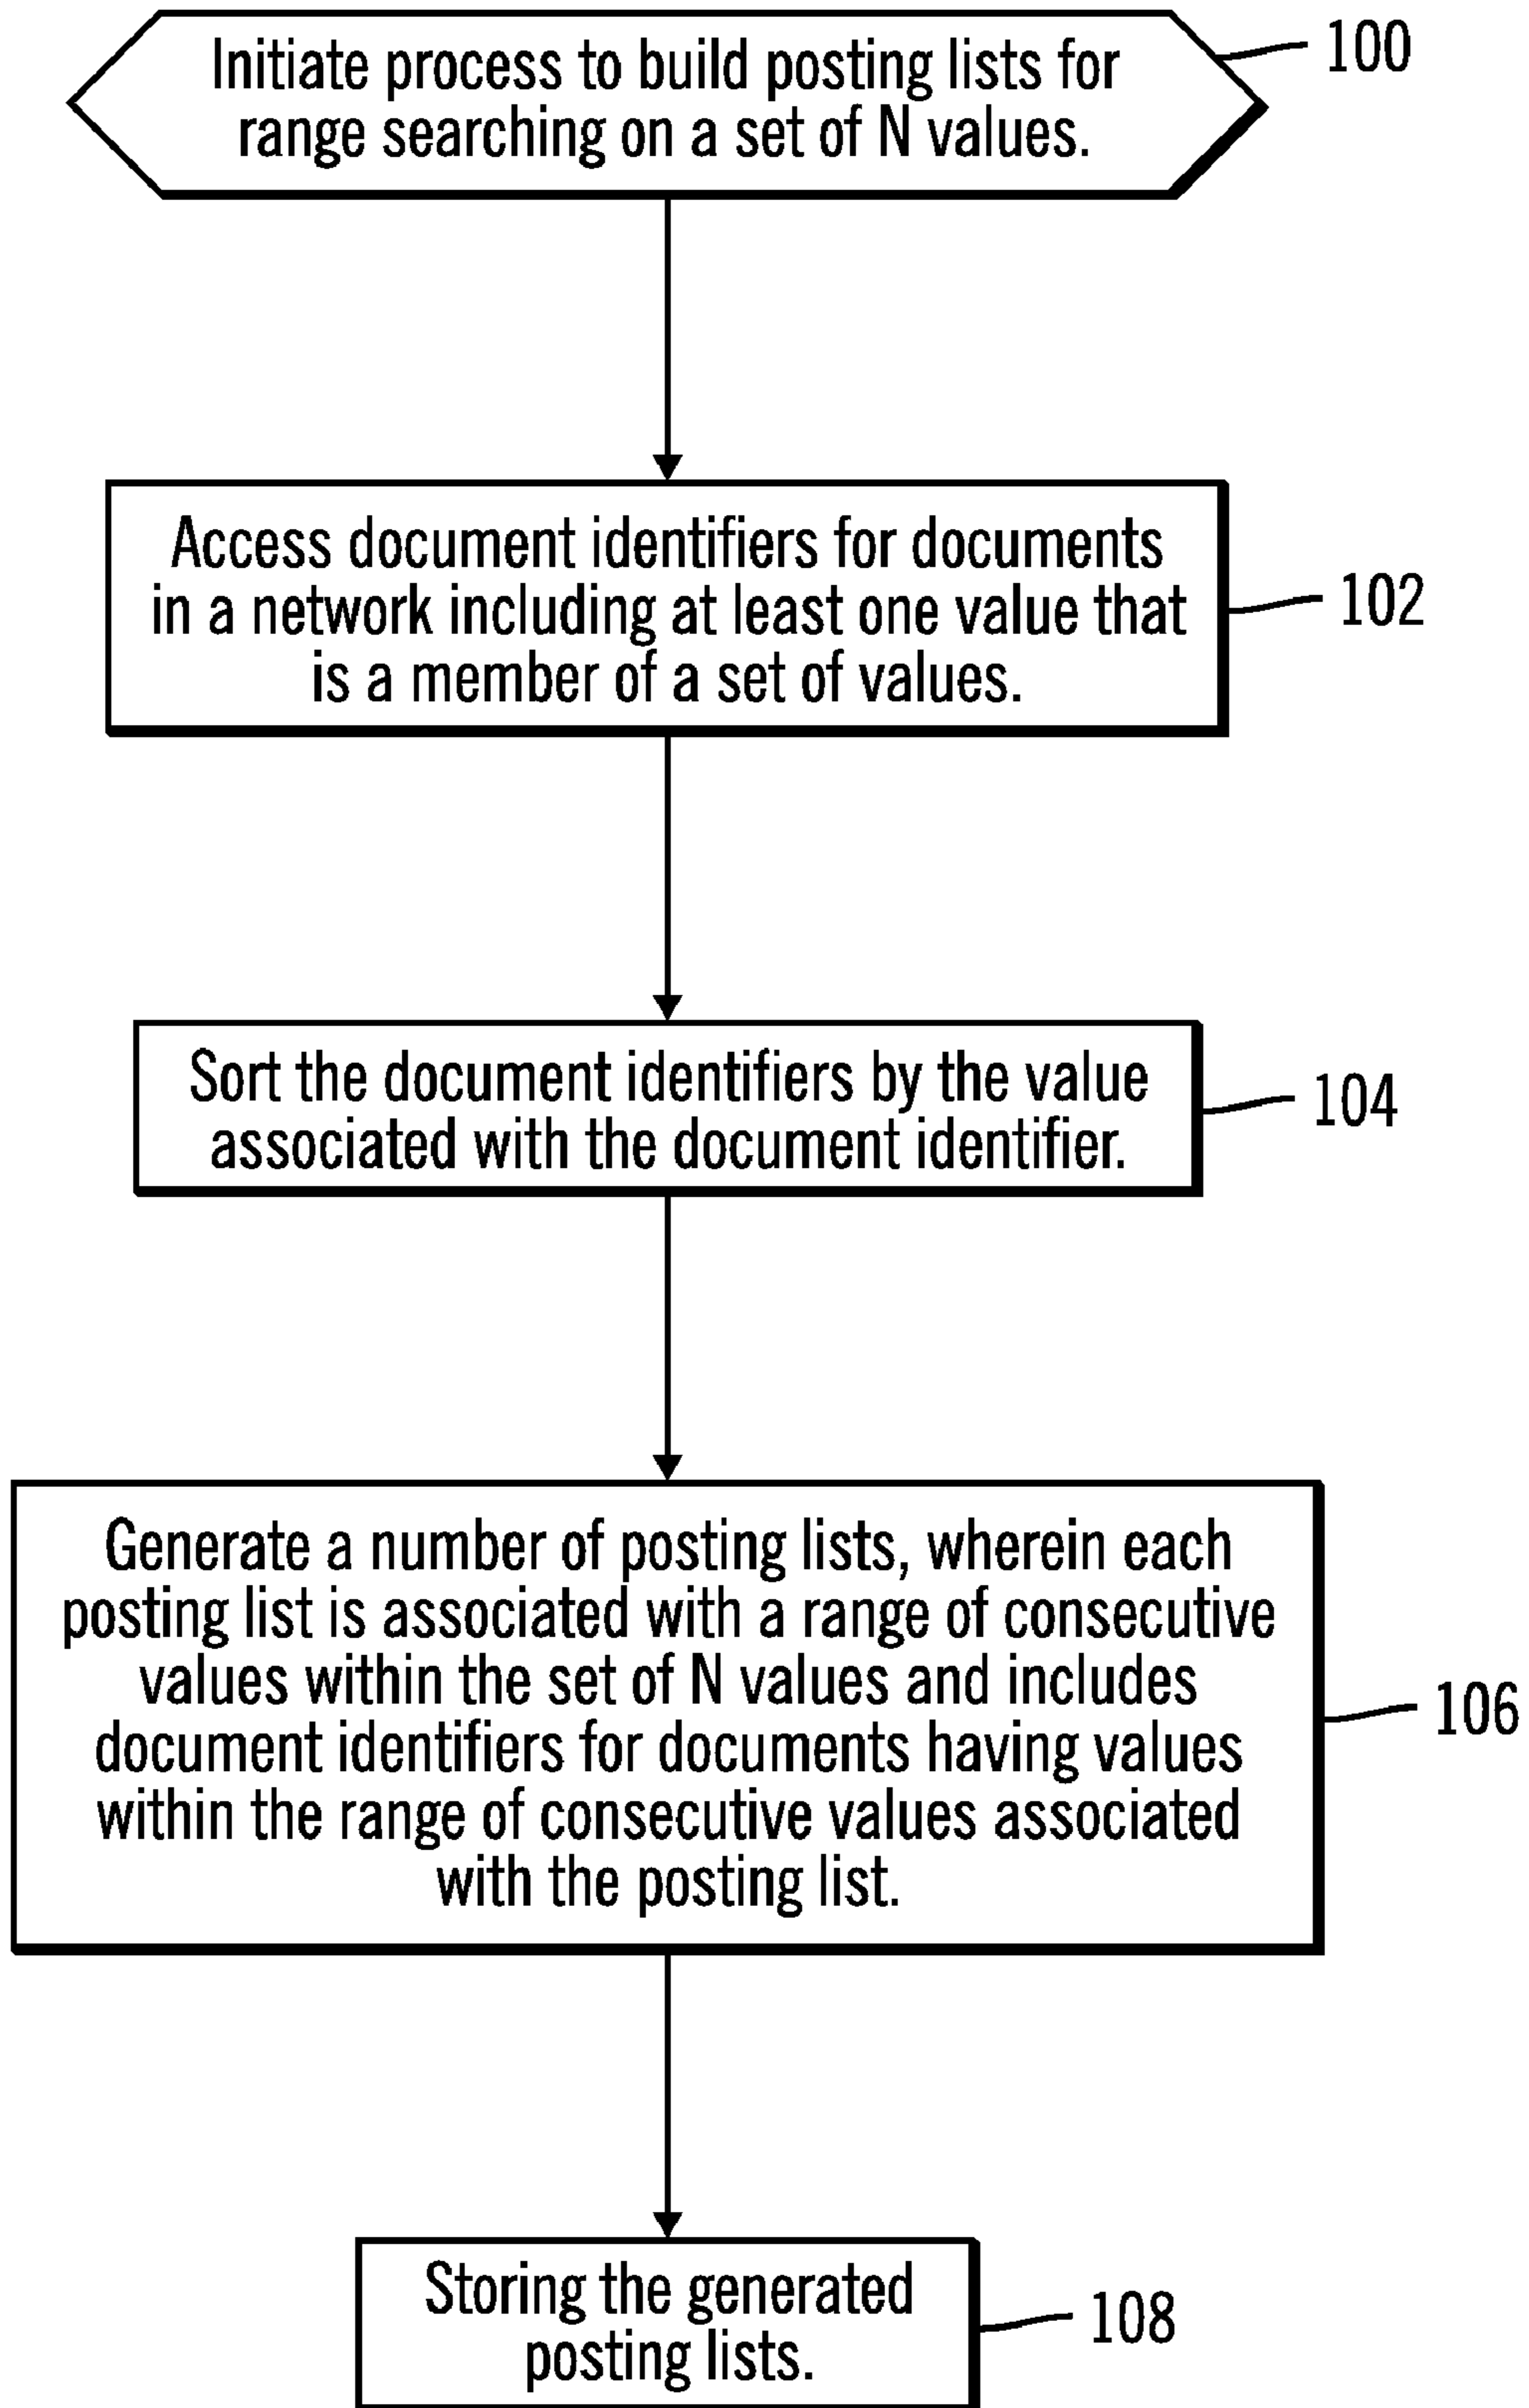 Initiate process to build posting lists for
range searching on a set of N values.
100
Access document identifiers for documents
in a network including at least one value that
is a member of a set of values.
102
Sort the document identifiers by the value
associated with the document identifier.
104
Generate a number of posting lists, wherein each
posting list is associated with a range of consecutive
values within the set of N values and includes
document identifiers for documents having values
within the range of consecutive values associated
with the posting list.
106
Storing the generated
posting lists.
108